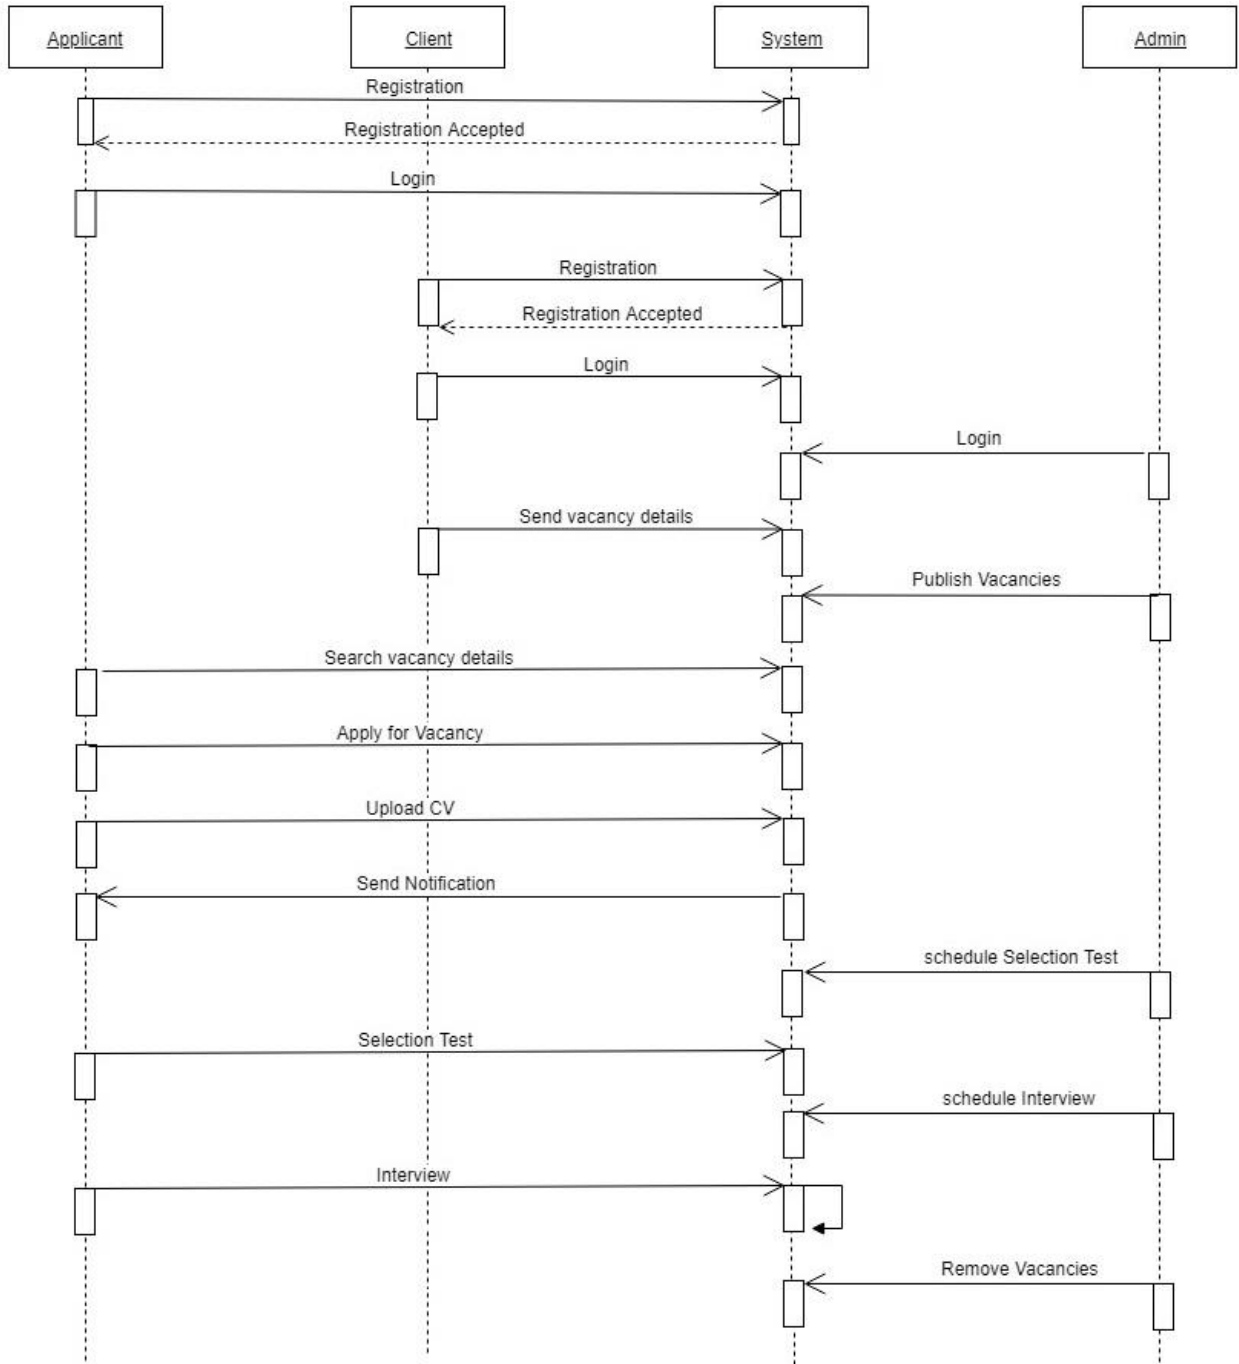 Applicant
Client
System
Admin
Registration
Registration Accepted
Login
Registration
Registration Accepted
Login
Login
Send vacancy details
Publish Vacancies
Search vacancy details
Apply for Vacancy
Upload CV
Send Notification
schedule Selection Test
Selection Test
schedule Interview
Interview
Remove Vacancies